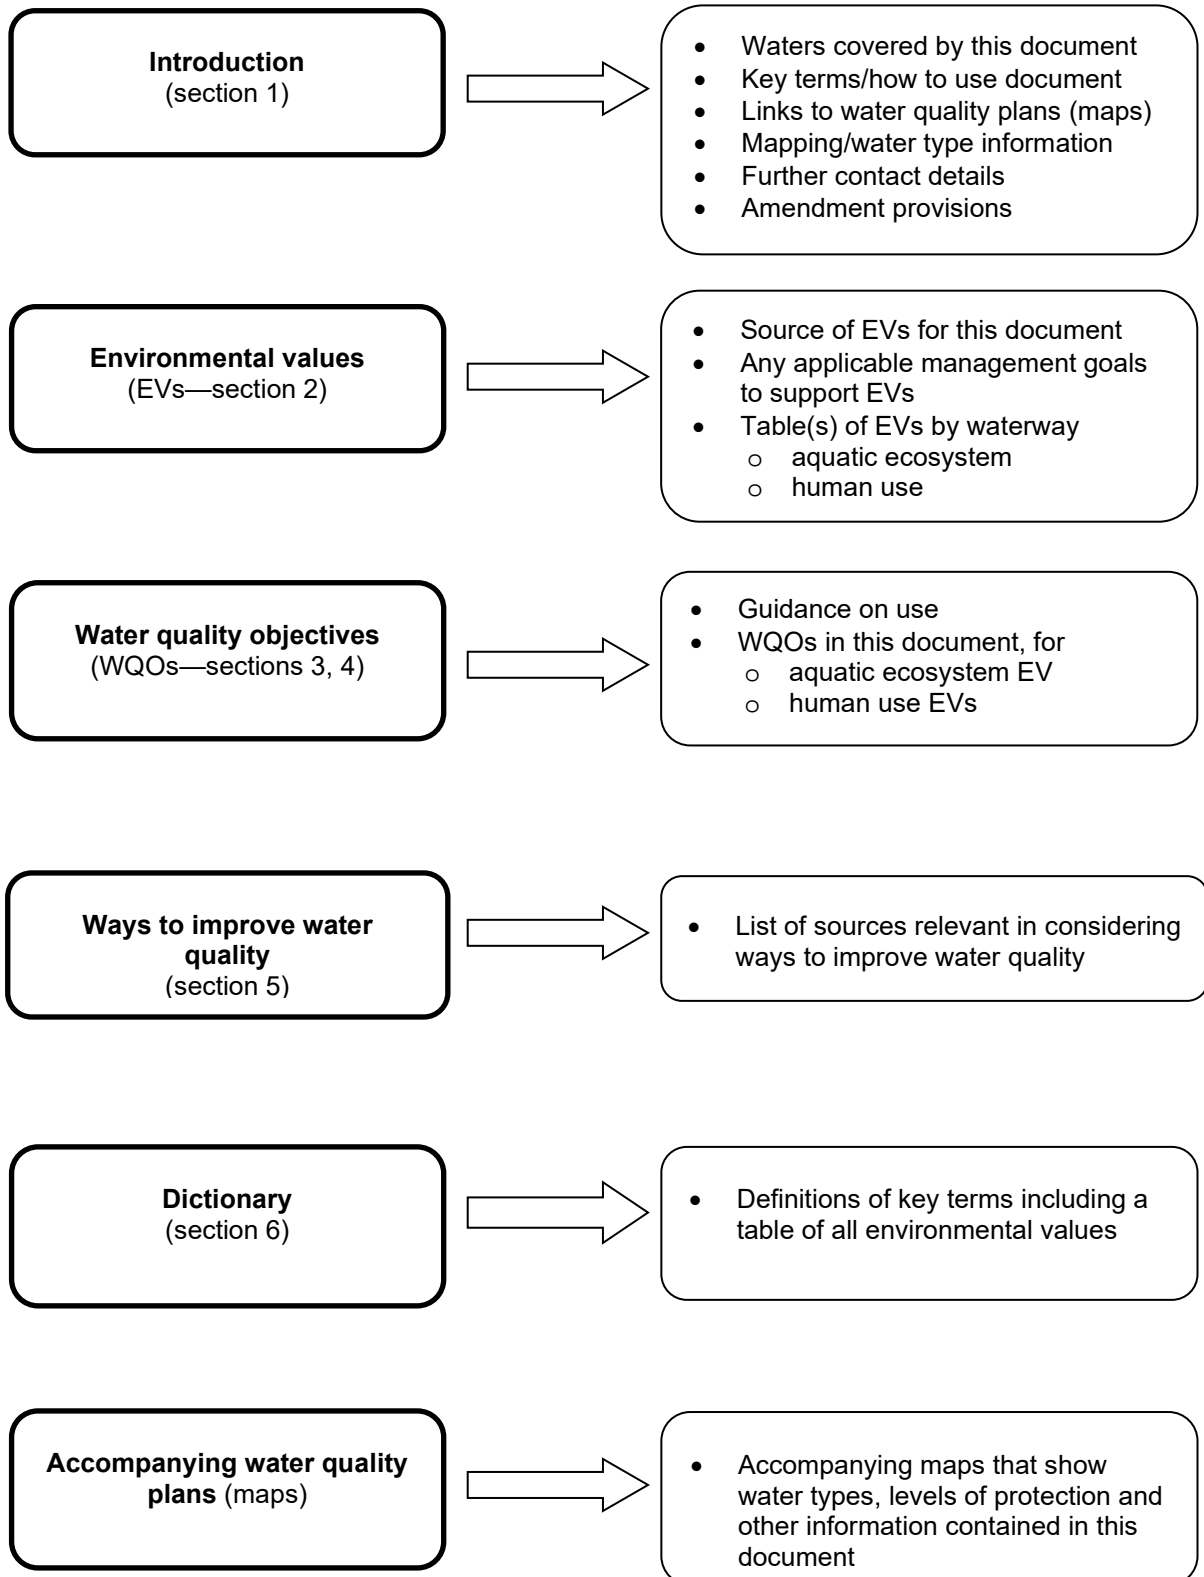 Introduction
(section 1)
• Waters covered by this document
• Key terms/how to use document
• Links to water quality plans (maps)
• Mapping/water type information
• Further contact details
• Amendment provisions
Environmental values
(EVs—section 2)
• Source of EVs for this document
• Any applicable management goals
to support EVs
• Table(s) of EVs by waterway
o aquatic ecosystem
o human use
Water quality objectives
(WQOs—sections 3, 4)
• Guidance on use
• WQOs in this document, for
o aquatic ecosystem EV
o human use EVs
Ways to improve water
quality
(section 5)
• List of sources relevant in considering
ways to improve water quality
Dictionary
(section 6)
• Definitions of key terms including a
table of all environmental values
Accompanying water quality
plans (maps)
• Accompanying maps that show
water types, levels of protection and
other information contained in this
document